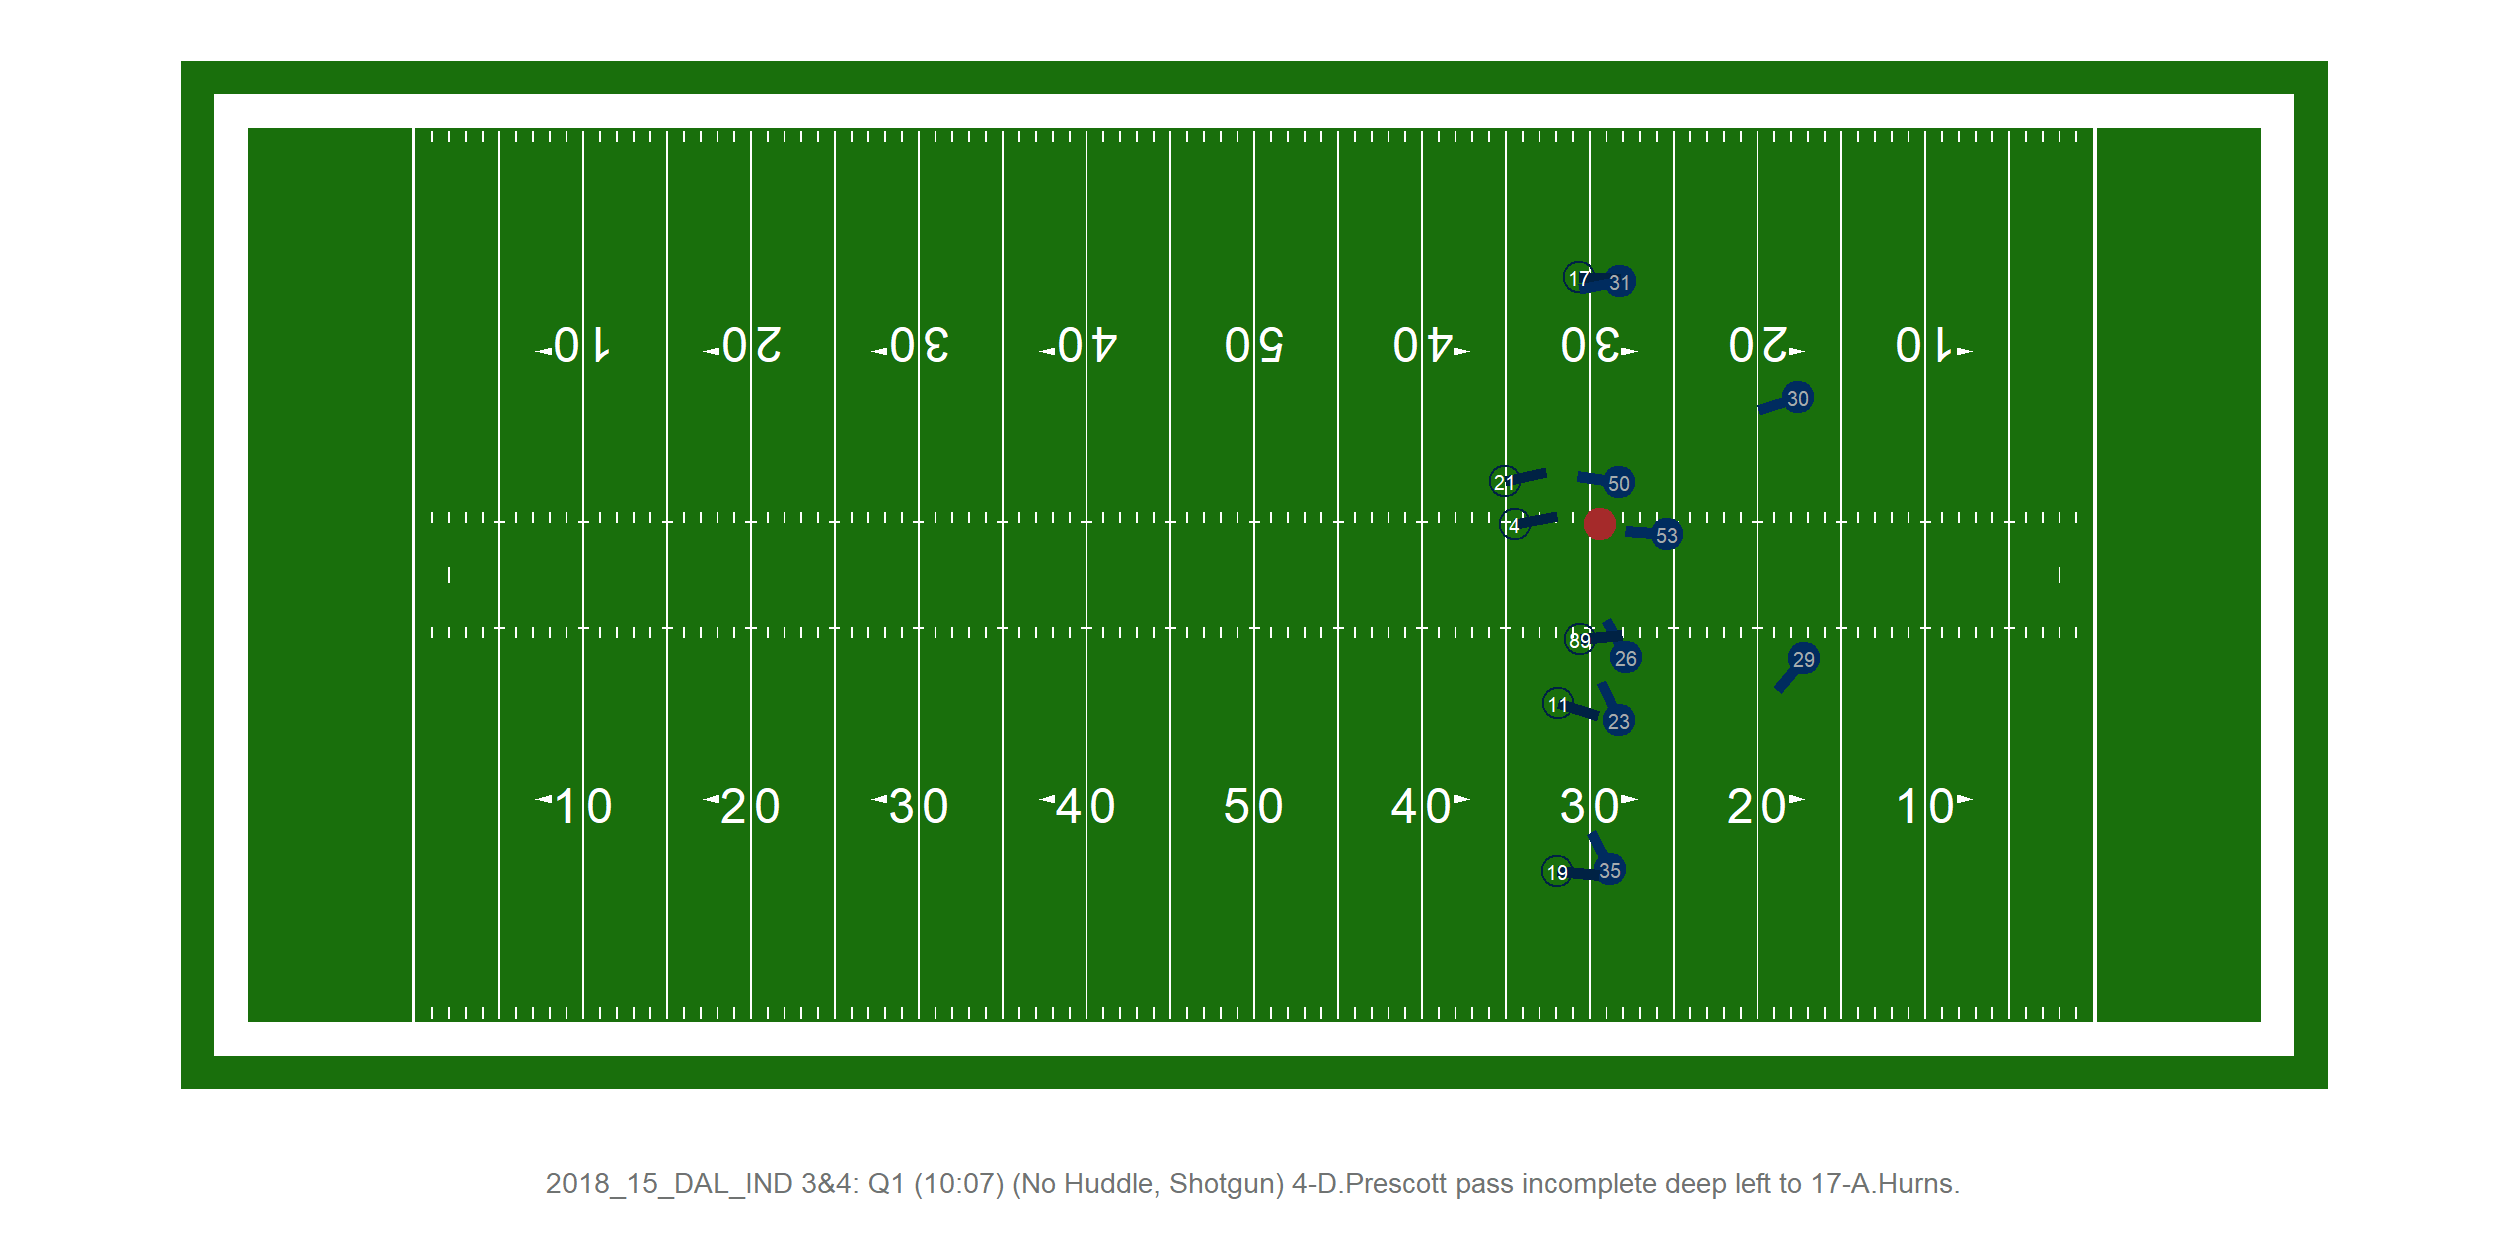 17 31
10 20 30 40 50 40 30 20 10
30
21 50
4 53
89 26 29
11 23
10 20 30 40 50 40 30 20 10
19 35
2018_15_DAL_IND 3&4: Q1 (10:07) (No Huddle, Shotgun) 4-D.Prescott pass incomplete deep left to 17-A.Hurns.